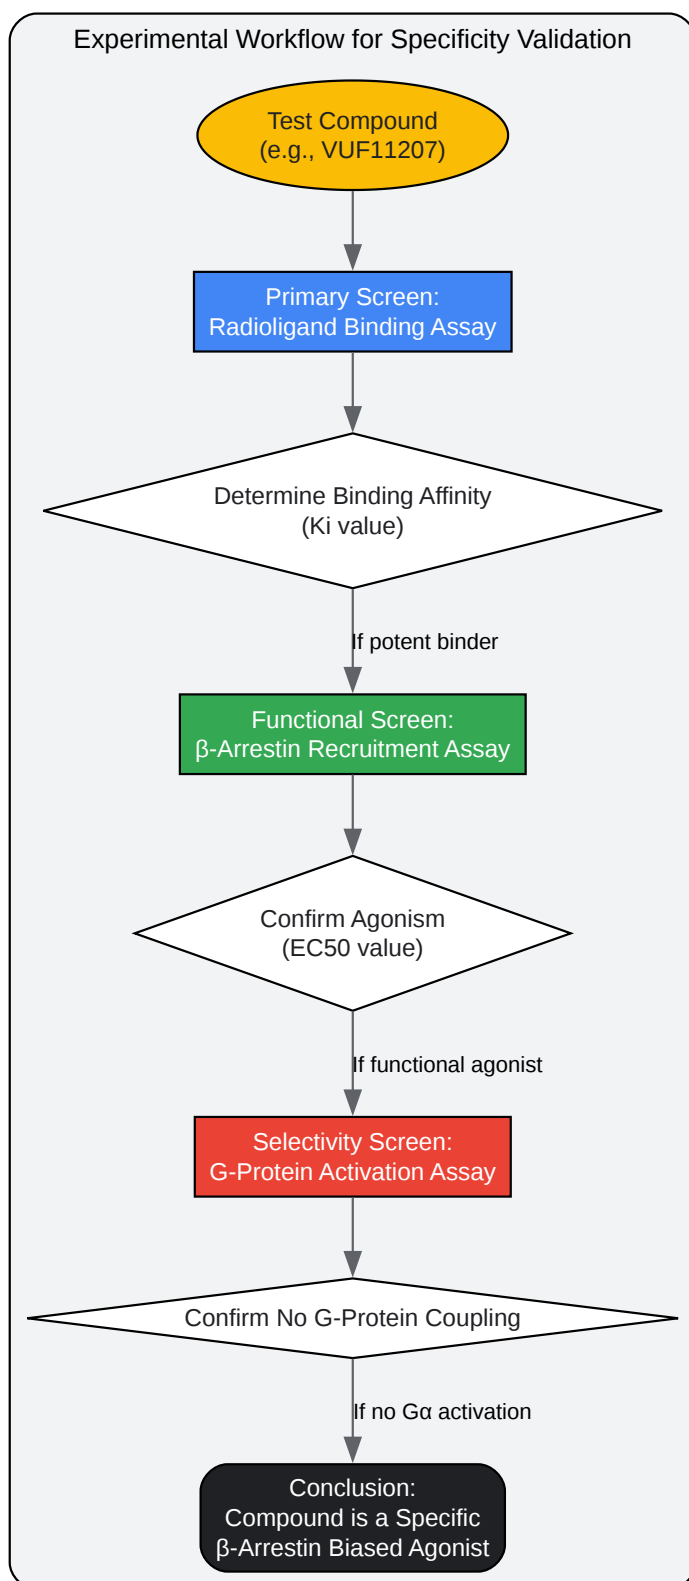 Experimental Workflow for Specificity Validation
Test Compound
(e.g., VUF11207)
Primary Screen:
Radioligand Binding Assay
Determine Binding Affinity
(Ki value)
If potent binder
Functional Screen:
β-Arrestin Recruitment Assay
Confirm Agonism
(EC50 value)
If functional agonist
Selectivity Screen:
G-Protein Activation Assay
Confirm No G-Protein Coupling
If no Gα activation
Conclusion:
Compound is a Specific
β-Arrestin Biased Agonist